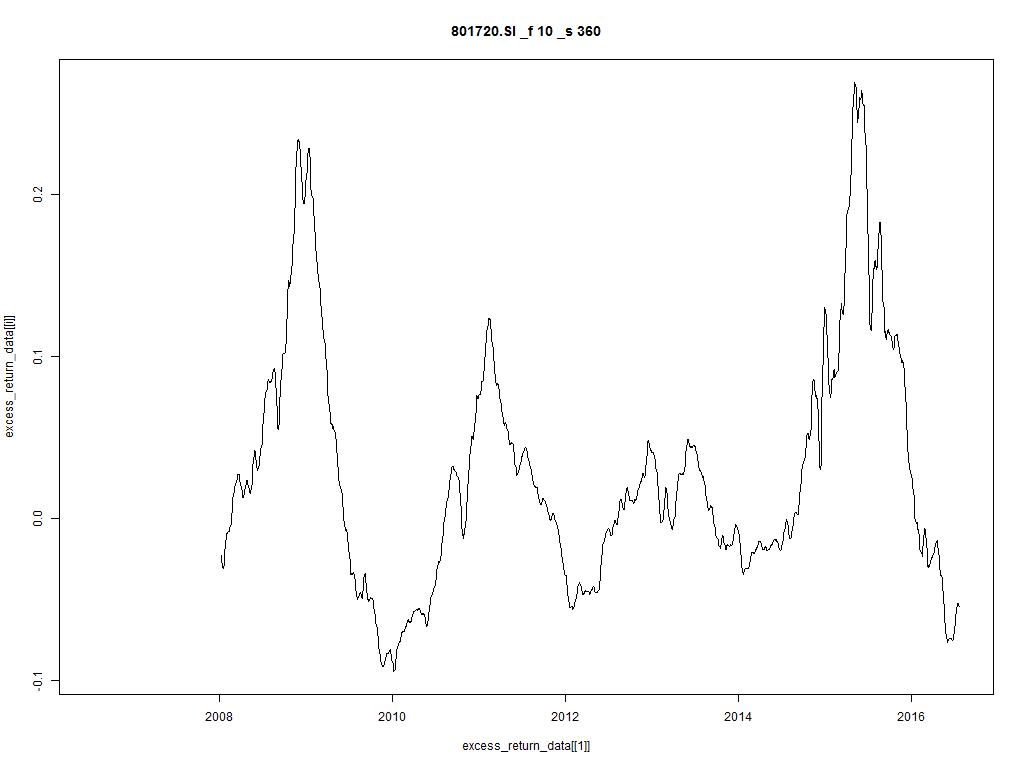 801720.SI _f 10 _s 360
excess_return_data[[i]]
0.2
0.1
0.0
-0.1
2008 2010 2012 2014 2016
excess_return_data[[1]]